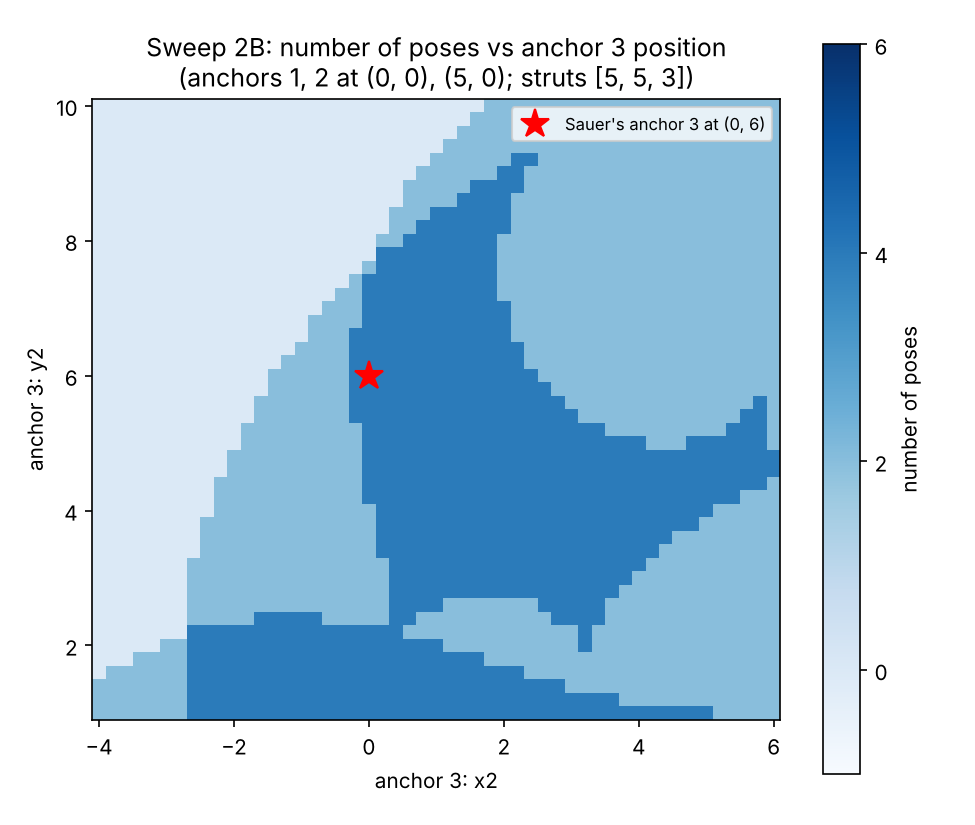 Sweep 2B: number of poses vs anchor 3 position
(anchors 1, 2 at (0, 0), (5, 0); struts [5, 5, 3])
Sauer's anchor 3 at (0, 6)
10
8
6
4
2
anchor 3: y2
−4
−2
0
2
4
6
anchor 3: x2
6
4
2
0
number of poses